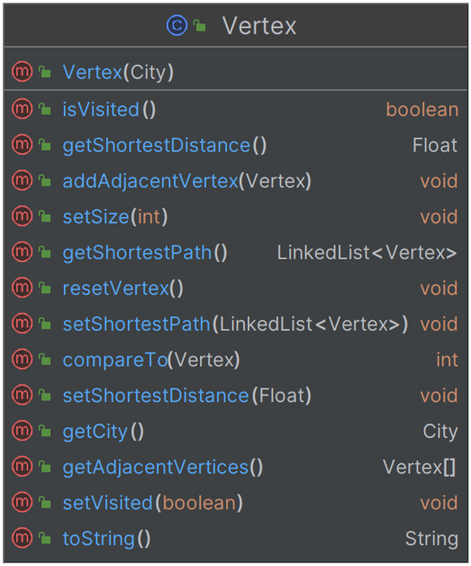 Vertex
Vertex(City)
isVisited() boolean
getShortestDistance() Float
addAdjacentVertex(Vertex) void
setSize(int) void
getShortestPath() LinkedList<Vertex>
resetVertex() void
setShortestPath(LinkedList<Vertex>) void
compareTo(Vertex) int
setShortestDistance(Float) void
getCity() City
getAdjacentVertices() Vertex[]
setVisited(boolean) void
toString() String